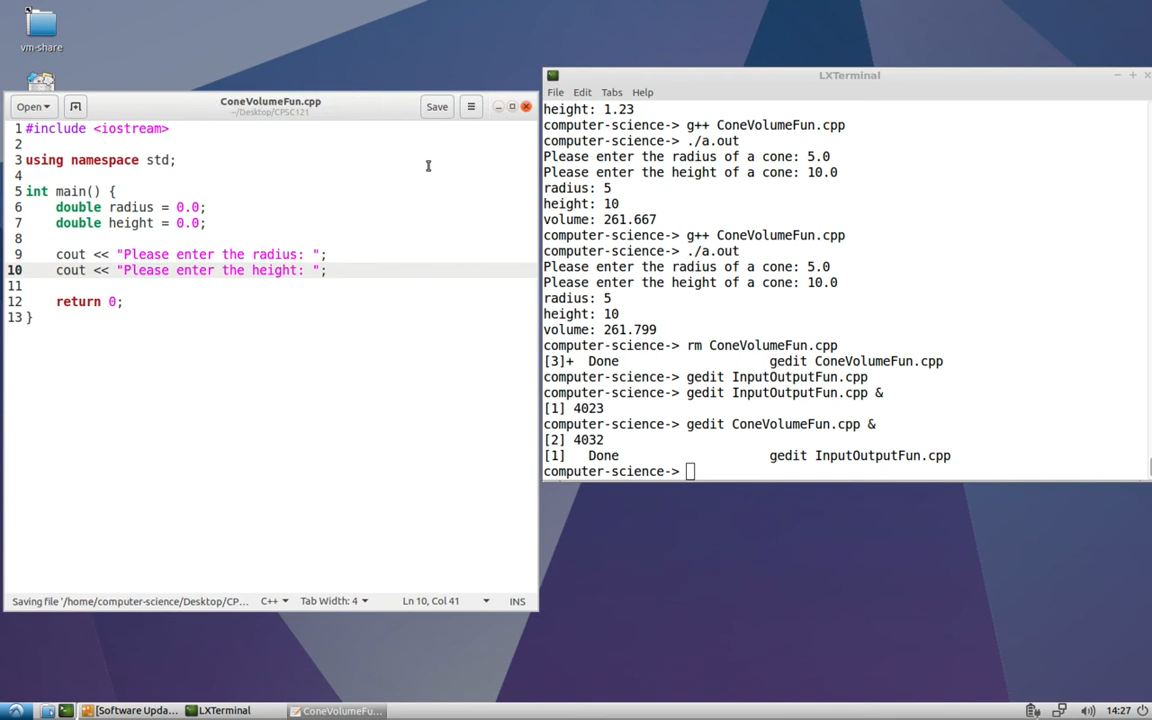 vm-share
Open
ConeVolumeFun.cpp
~/Desktop/CPSC121
Save
1 #include <iostream>
2
3 using namespace std;
4
5 int main() {
6     double radius = 0.0;
7     double height = 0.0;
8
9     cout << "Please enter the radius: ";
10     cout << "Please enter the height: ";
11
12     return 0;
13 }
Saving file '/home/computer-science/Desktop/CP... C++ Tab Width: 4 Ln 10, Col 41 INS
LXTerminal
File Edit Tabs Help
height: 1.23
computer-science-> g++ ConeVolumeFun.cpp
computer-science-> ./a.out
Please enter the radius of a cone: 5.0
Please enter the height of a cone: 10.0
radius: 5
height: 10
volume: 261.667
computer-science-> g++ ConeVolumeFun.cpp
computer-science-> ./a.out
Please enter the radius of a cone: 5.0
Please enter the height of a cone: 10.0
radius: 5
height: 10
volume: 261.799
computer-science-> rm ConeVolumeFun.cpp
[3]+  Done                    gedit ConeVolumeFun.cpp
computer-science-> gedit InputOutputFun.cpp
computer-science-> gedit InputOutputFun.cpp &
[1] 4023
computer-science-> gedit ConeVolumeFun.cpp &
[2] 4032
[1]   Done                    gedit InputOutputFun.cpp
computer-science->
[Software Upda... LXTerminal ConeVolumeFu... 14:27